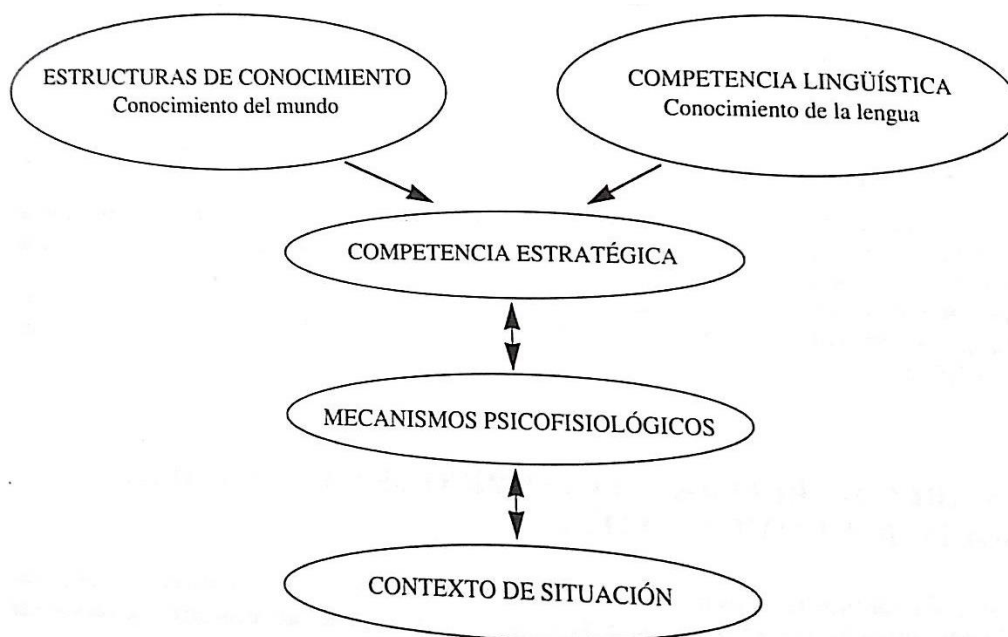 ESTRUCTURAS DE CONOCIMIENTO
Conocimiento del mundo
COMPETENCIA LINGÜÍSTICA
Conocimiento de la lengua
COMPETENCIA ESTRATÉGICA
MECANISMOS PSICOFISIOLÓGICOS
CONTEXTO DE SITUACIÓN